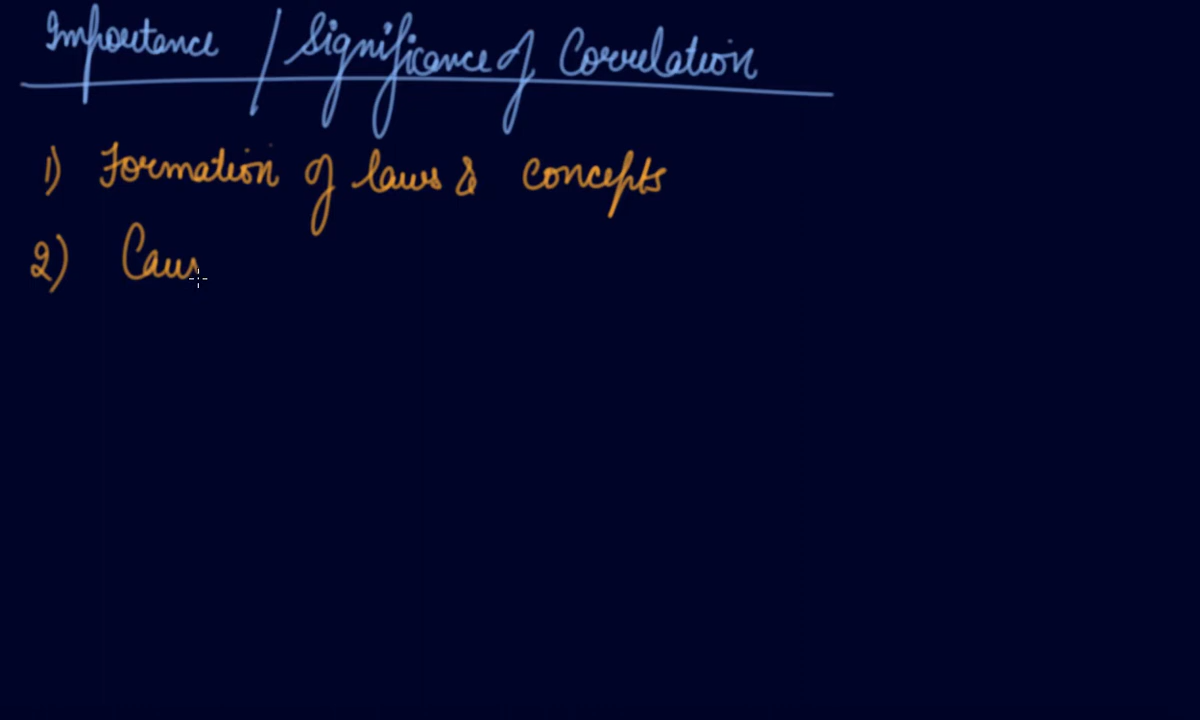 Importance / Significance of Correlation
1) Formation of laws & concepts
2) Caus